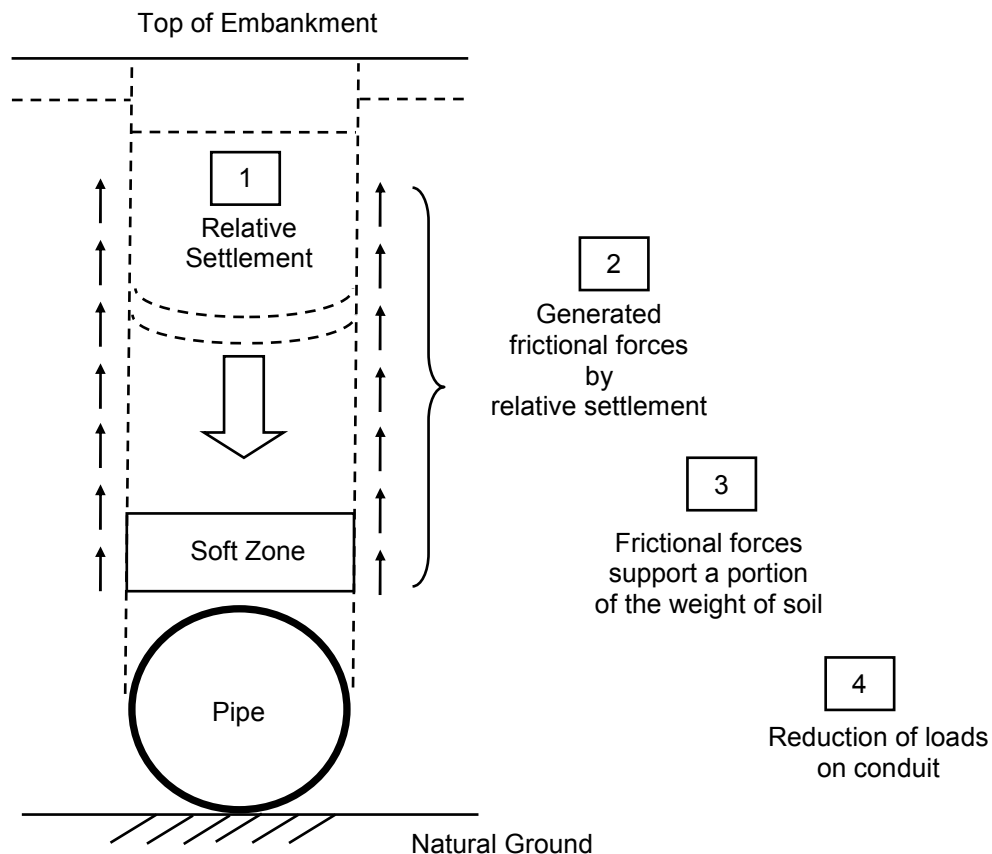 Top of Embankment
1
Relative
Settlement
2
Generated
frictional forces
by
relative settlement
3
Frictional forces
support a portion
of the weight of soil
Soft Zone
4
Reduction of loads
on conduit
Pipe
Natural Ground